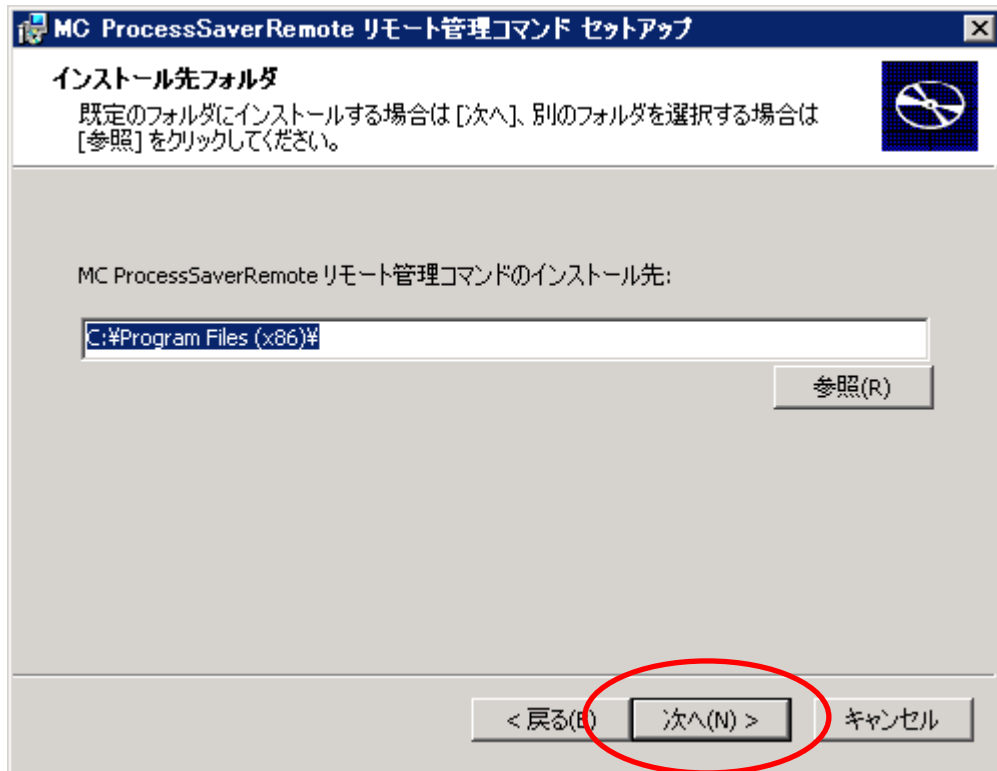 MC ProcessSaverRemote リモート管理コマンド セットアップ
インストール先フォルダ
既定のフォルダにインストールする場合は [次へ]、別のフォルダを選択する場合は
[参照] をクリックしてください。
MC ProcessSaverRemote リモート管理コマンドのインストール先:
C:¥Program Files (x86)¥
参照(R)
< 戻る(B) 次へ(N) > キャンセル